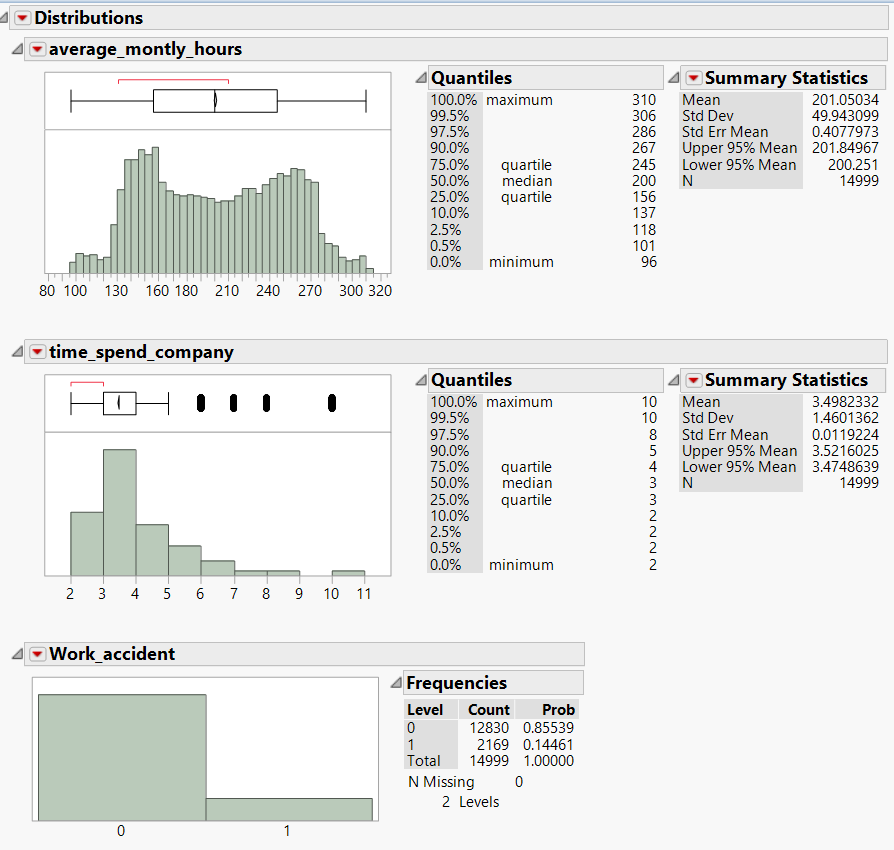 Distributions
average_montly_hours
80 100 130 160 180 210 240 270 300 320
Quantiles
100.0% maximum 310
99.5% 306
97.5% 286
90.0% 267
75.0% quartile 245
50.0% median 200
25.0% quartile 156
10.0% 137
2.5% 118
0.5% 101
0.0% minimum 96
Summary Statistics
Mean 201.05034
Std Dev 49.943099
Std Err Mean 0.4077973
Upper 95% Mean 201.84967
Lower 95% Mean 200.251
N 14999
time_spend_company
2 3 4 5 6 7 8 9 10 11
Quantiles
100.0% maximum 10
99.5% 10
97.5% 8
90.0% 5
75.0% quartile 4
50.0% median 3
25.0% quartile 3
10.0% 2
2.5% 2
0.5% 2
0.0% minimum 2
Summary Statistics
Mean 3.4982332
Std Dev 1.4601362
Std Err Mean 0.0119224
Upper 95% Mean 3.5216025
Lower 95% Mean 3.4748639
N 14999
Work_accident
0 1
Frequencies
Level Count Prob
0 12830 0.85539
1 2169 0.14461
Total 14999 1.00000
N Missing 0
2 Levels